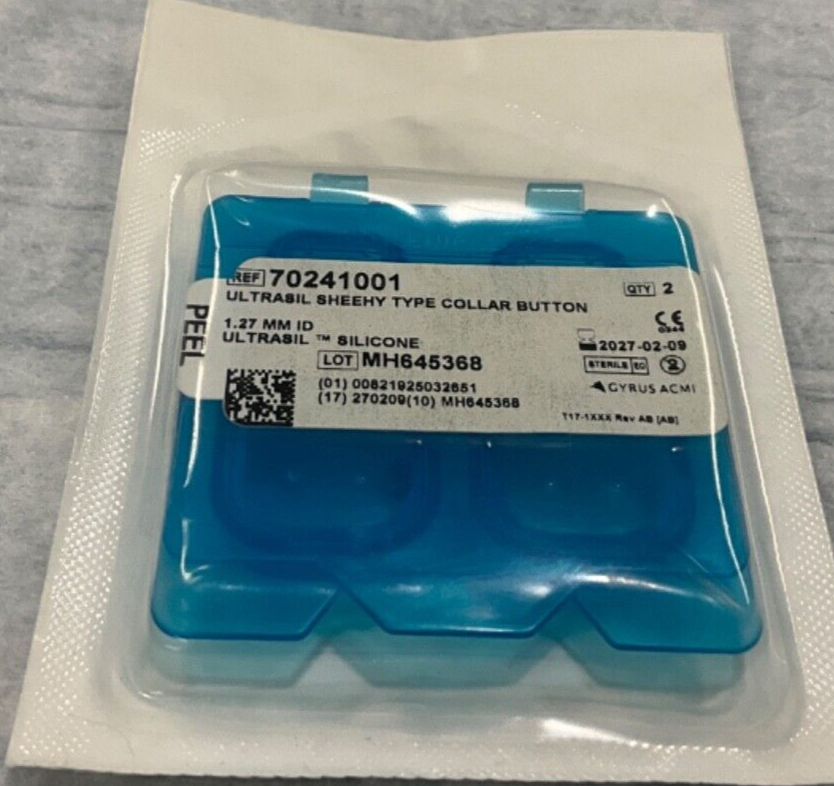 REF 70241001
QTY 2
ULTRASIL SHEEHY TYPE COLLAR BUTTON
1.27 MM ID
ULTRASIL ™ SILICONE
LOT MH645368
CE
2027-02-09
STERILE EO
2
PEEL
(01) 00821925032651
(17) 270209(10) MH645368
GYRUS ACMI
T17-1XXX Rev AB [AB]